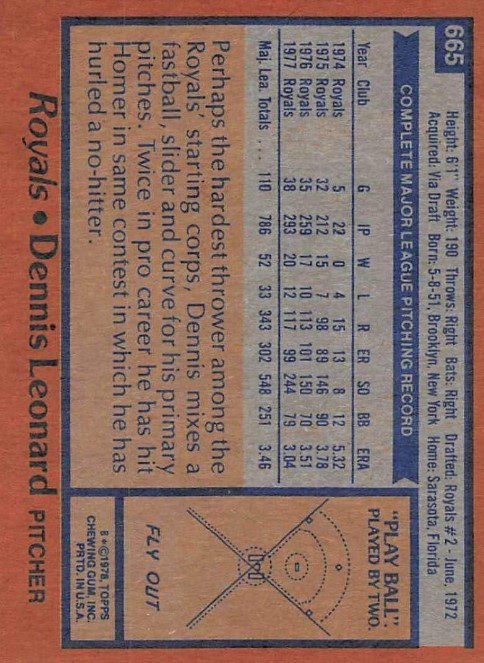 665
Height: 6'1" Weight: 190 Throws: Right Bats: Right Drafted: Royals #2 - June, 1972
Acquired: Via Draft Born: 5-8-51, Brooklyn, New York Home: Sarasota, Florida
COMPLETE MAJOR LEAGUE PITCHING RECORD
Year Club G IP W L R ER SO BB ERA
1974 Royals 5 22 0 4 15 13 8 12 5.32
1975 Royals 32 212 15 7 98 89 146 90 3.78
1976 Royals 35 259 17 10 113 101 150 70 3.51
1977 Royals 38 293 20 12 117 99 244 79 3.04
Maj. Lea. Totals ... 110 786 52 33 343 302 548 251 3.46
Perhaps the hardest thrower among the
Royals' starting corps, Dennis mixes a
fastball, slider and curve for his primary
pitches. Twice in pro career he has hit
Homer in same contest in which he has
hurled a no-hitter.
"PLAY BALL":
PLAYED BY TWO.
FLY OUT
B*©1978, TOPPS
CHEWING GUM, INC.
PRTD. IN U.S.A.
Royals • Dennis Leonard PITCHER